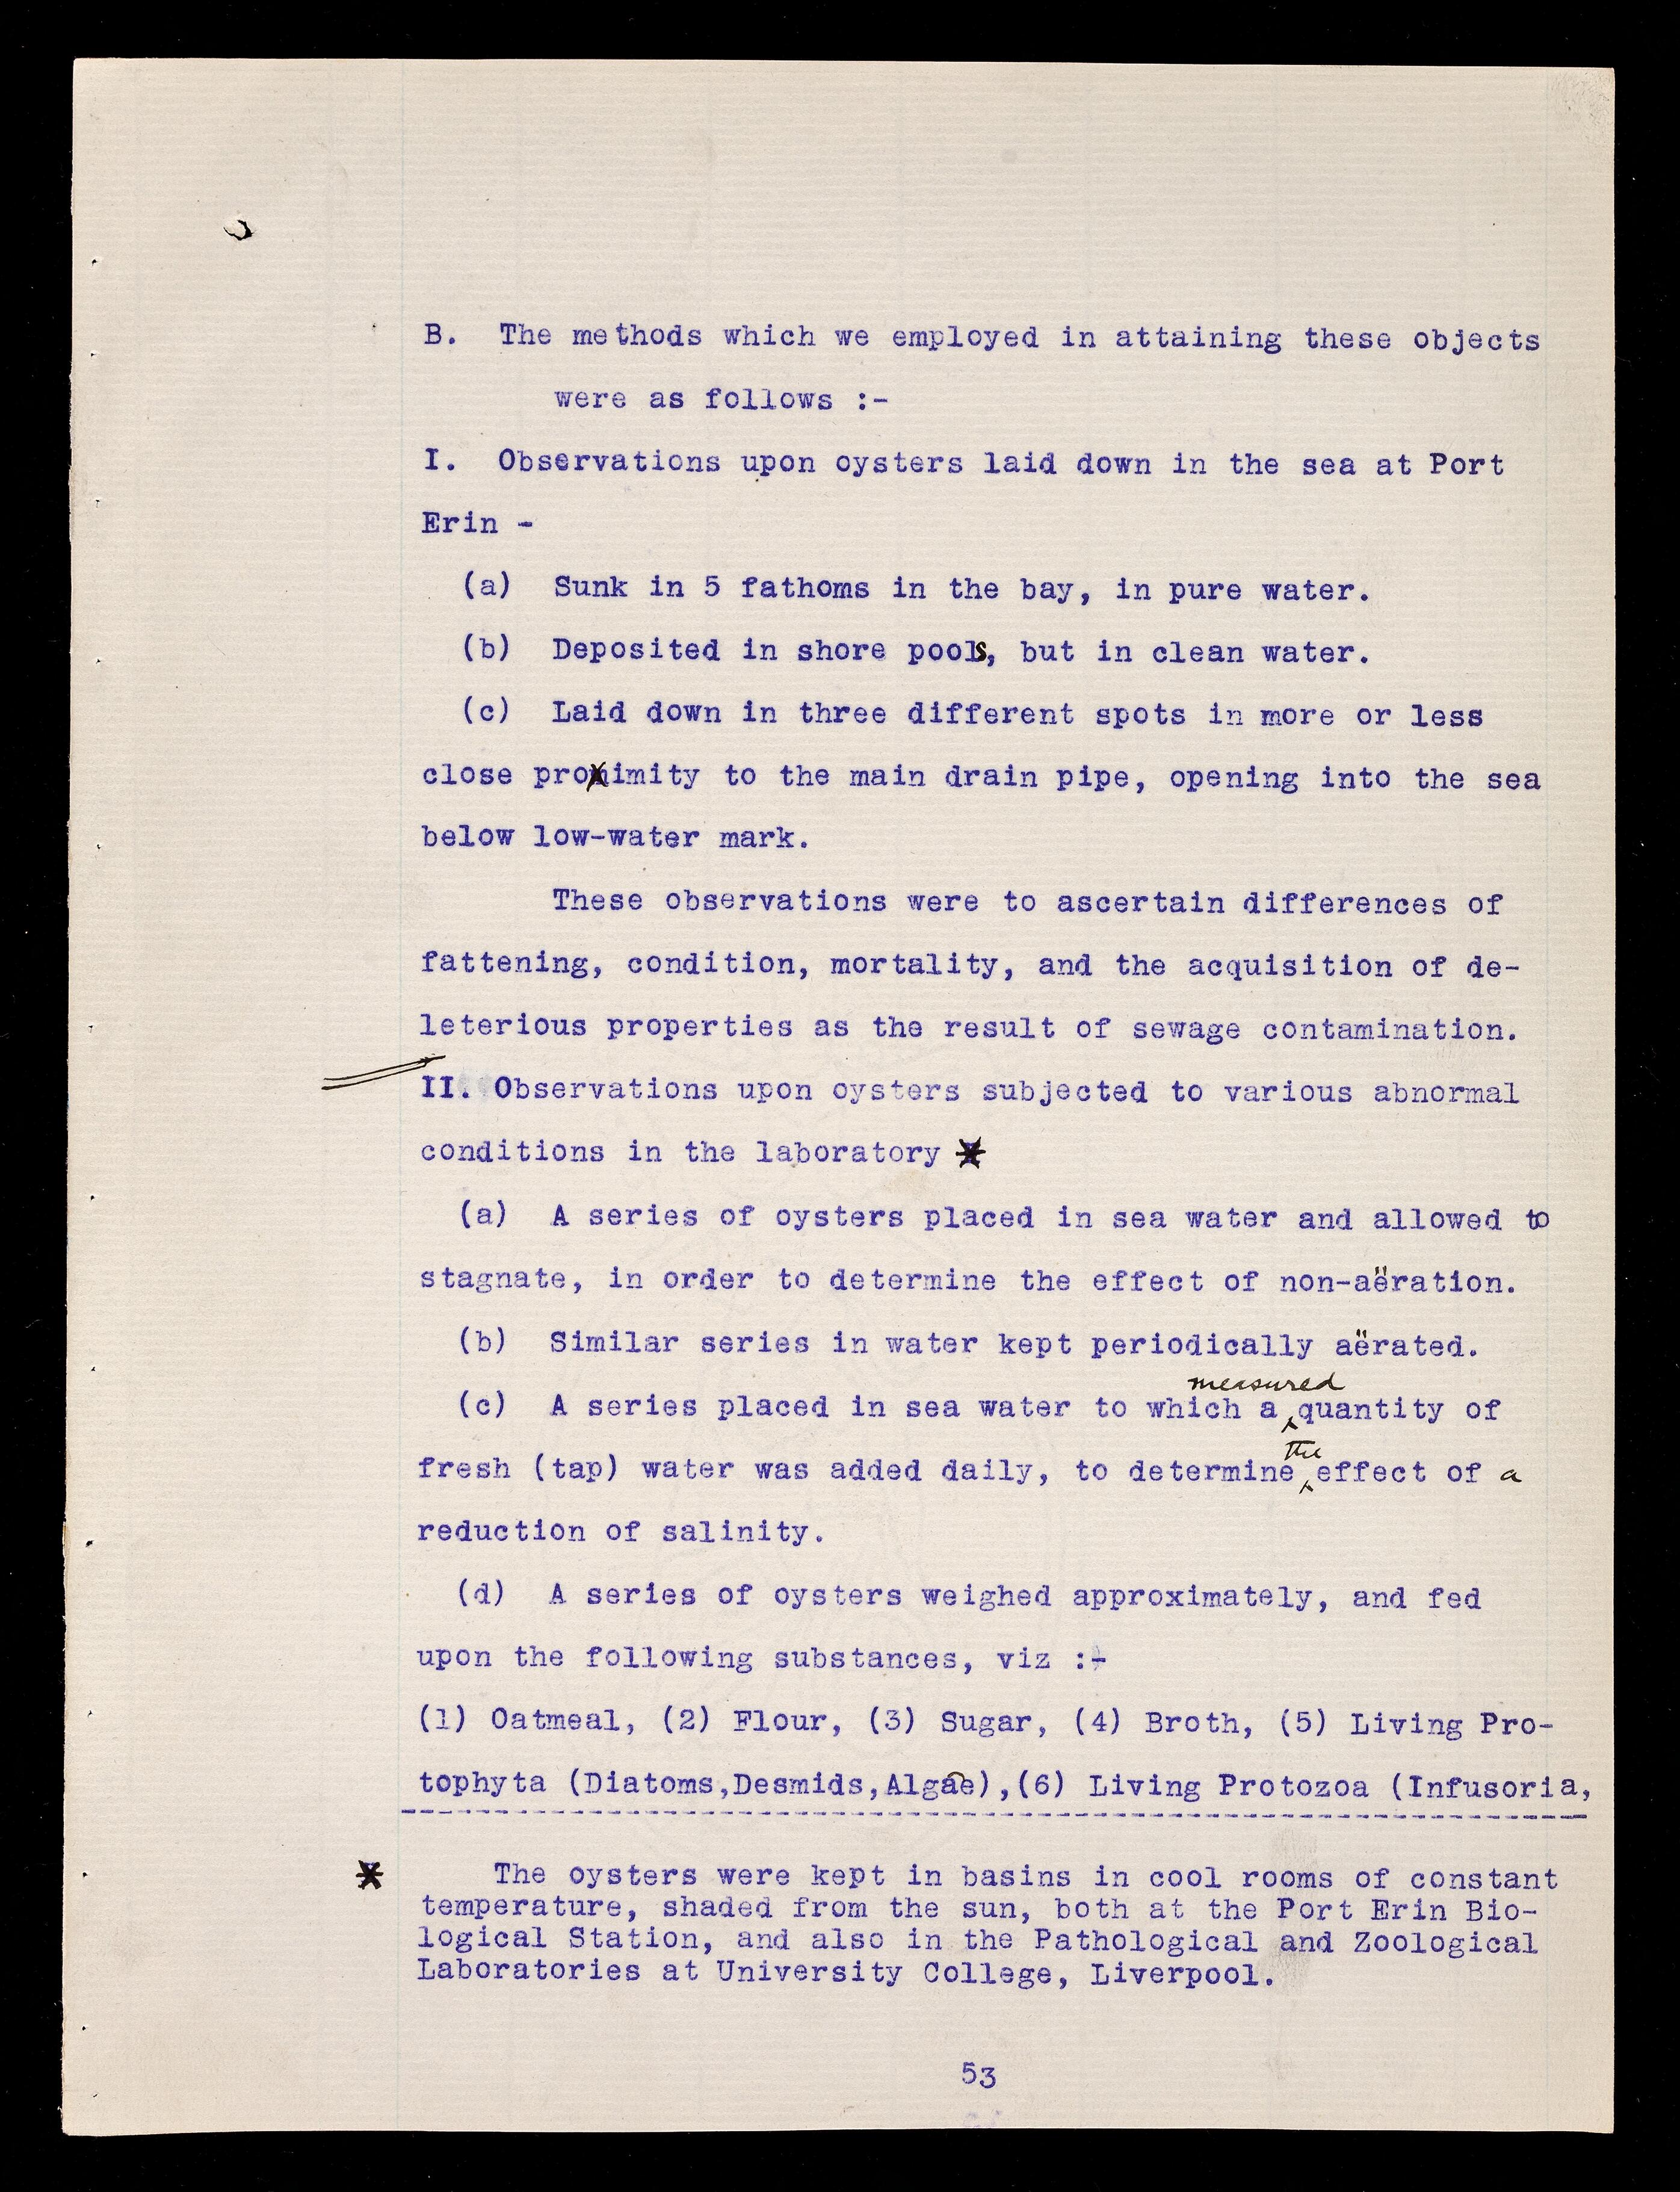 B. The methods which we employed in attaining these objects
were as follows :-
I. Observations upon oysters laid down in the sea at Port
Erin -
(a) Sunk in 5 fathoms in the bay, in pure water.
(b) Deposited in shore pools, but in clean water.
(c) Laid down in three different spots in more or less
close proximity to the main drain pipe, opening into the sea
below low-water mark.
These observations were to ascertain differences of
fattening, condition, mortality, and the acquisition of de-
leterious properties as the result of sewage contamination.
II. Observations upon oysters subjected to various abnormal
conditions in the laboratory *
(a) A series of oysters placed in sea water and allowed to
stagnate, in order to determine the effect of non-aëration.
(b) Similar series in water kept periodically aërated.
(c) A series placed in sea water to which a measured quantity of
fresh (tap) water was added daily, to determine the effect of a
reduction of salinity.
(d) A series of oysters weighed approximately, and fed
upon the following substances, viz :-
(1) Oatmeal, (2) Flour, (3) Sugar, (4) Broth, (5) Living Pro-
tophyta (Diatoms,Desmids,Algae),(6) Living Protozoa (Infusoria,
* The oysters were kept in basins in cool rooms of constant
temperature, shaded from the sun, both at the Port Erin Bio-
logical Station, and also in the Pathological and Zoological
Laboratories at University College, Liverpool.
53